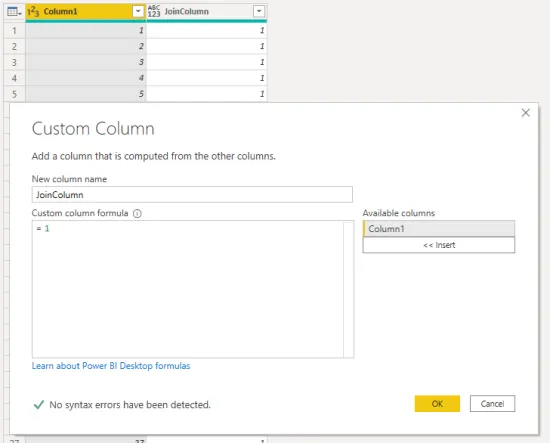 1²3 Column1 ABC 123 JoinColumn
1 1 1
2 2 1
3 3 1
4 4 1
5 5 1
Custom Column
Add a column that is computed from the other columns.
New column name
JoinColumn
Custom column formula
Available columns
= 1
Column1
<< Insert
Learn about Power BI Desktop formulas
No syntax errors have been detected.
OK Cancel
37 37 1